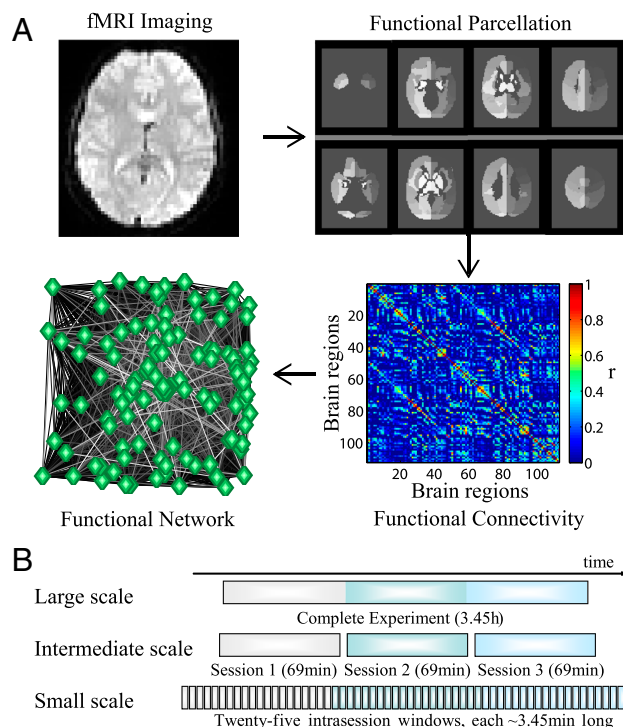 A
fMRI Imaging
Functional Parcellation
Brain regions
20
40
60
80
100
20 40 60 80 100
Brain regions
1
0.8
0.6
0.4
0.2
0
r
Functional Network
Functional Connectivity
B
time
Large scale
Complete Experiment (3.45h)
Intermediate scale
Session 1 (69min) Session 2 (69min) Session 3 (69min)
Small scale
Twenty-five intrasession windows, each ~3.45min long